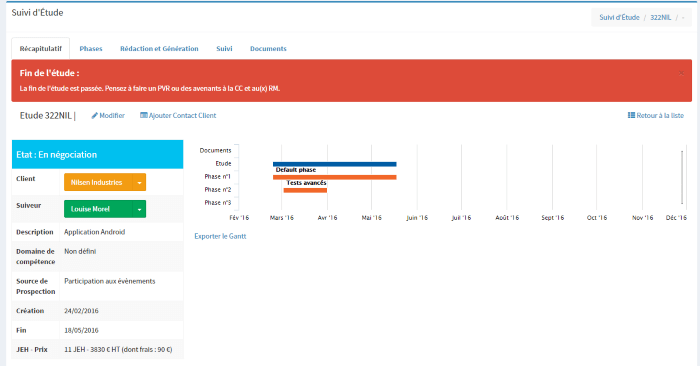 Suivi d'Étude
Suivi d'Étude / 322NIL / -
Récapitulatif
Phases
Rédaction et Génération
Suivi
Documents
Fin de l'étude :
×
La fin de l'étude est passée. Pensez à faire un PVR ou des avenants à la CC et au(x) RM.
Etude 322NIL |
Modifier
Ajouter Contact Client
Retour à la liste
Etat : En négociation
Client
Nilsen Industries
Suiveur
Louise Morel
Description
Application Android
Domaine de
compétence
Non défini
Source de
Prospection
Participation aux évènements
Création
24/02/2016
Fin
18/05/2016
JEH - Prix
11 JEH - 3830 € HT (dont frais : 90 €)
Documents
Etude
Default phase
Phase n°1
Tests avancés
Phase n°2
Phase n°3
Fév '16
Mars '16
Avr '16
Mai '16
Juin '16
Juil '16
Août '16
Sept '16
Oct '16
Nov '16
Déc '16
Exporter le Gantt